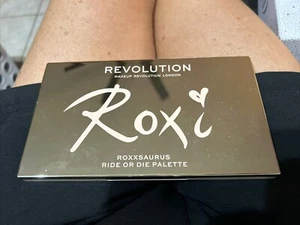 REVOLUTION
MAKEUP REVOLUTION LONDON
Roxi
ROXXSAURUS
RIDE OR DIE PALETTE